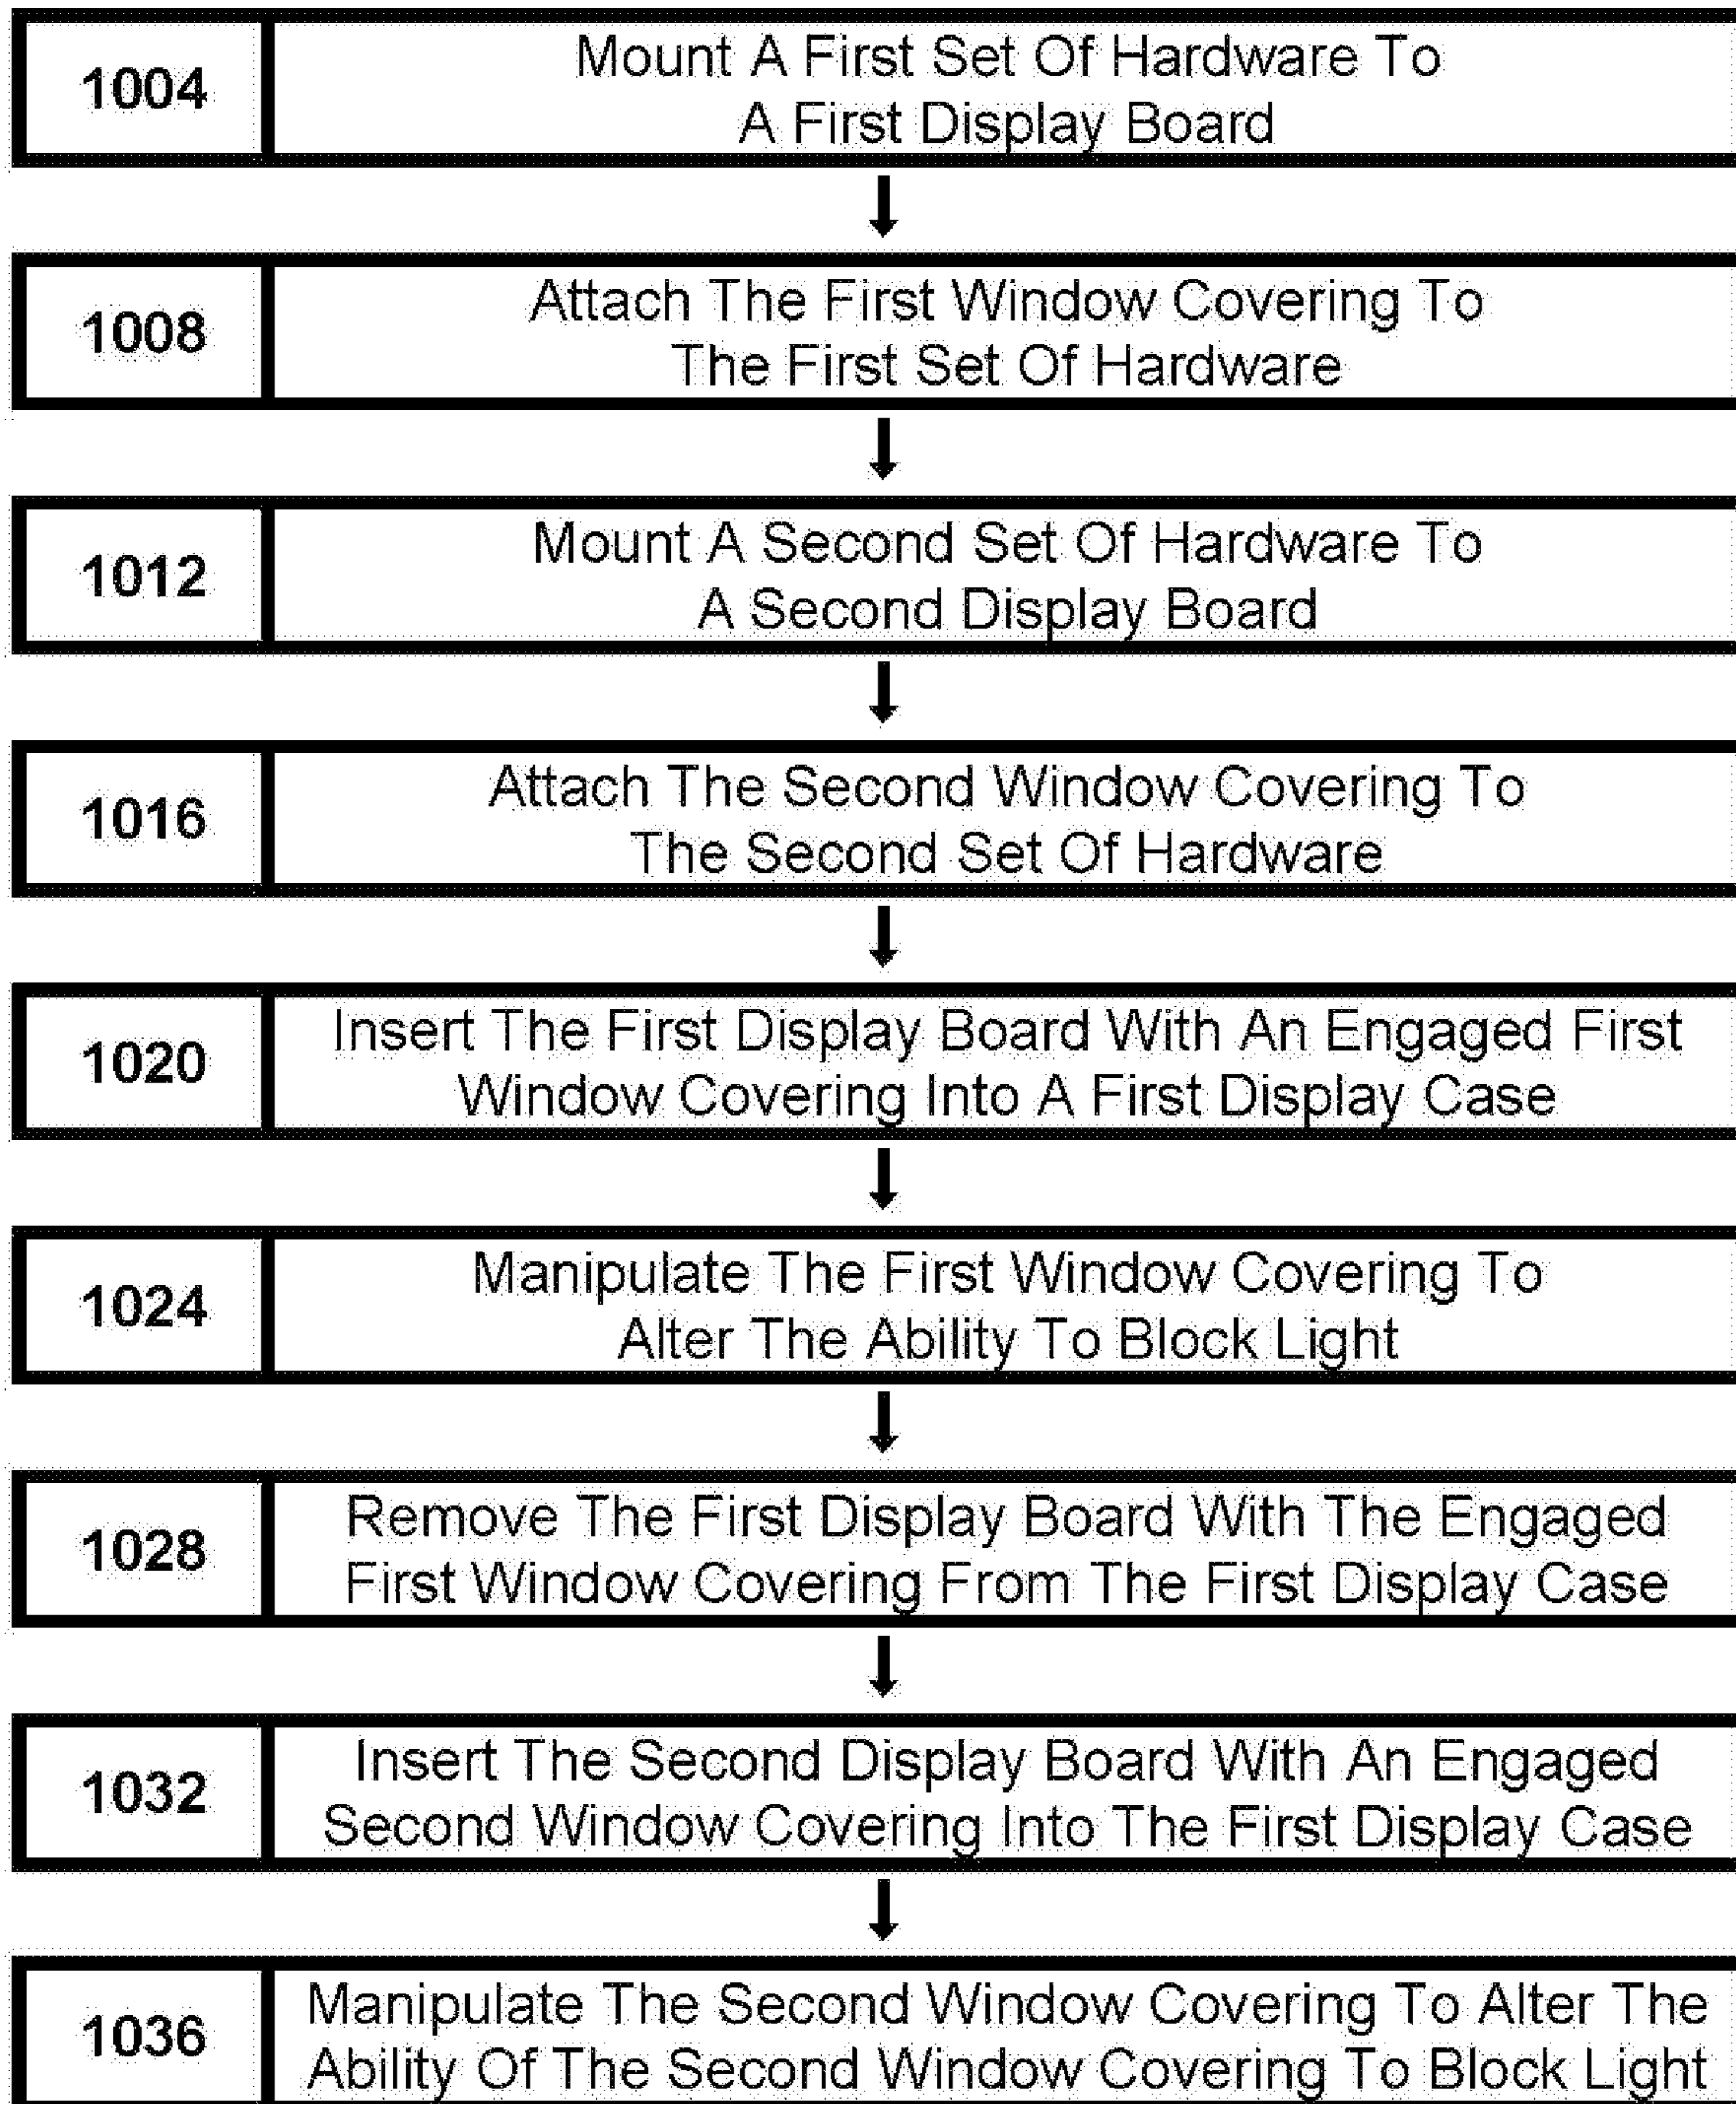 1004
Mount A First Set Of Hardware To
A First Display Board
1008
Attach The First Window Covering To
The First Set Of Hardware
1012
Mount A Second Set Of Hardware To
A Second Display Board
1016
Attach The Second Window Covering To
The Second Set Of Hardware
1020
Insert The First Display Board With An Engaged First
Window Covering Into A First Display Case
1024
Manipulate The First Window Covering To
Alter The Ability To Block Light
1028
Remove The First Display Board With The Engaged
First Window Covering From The First Display Case
1032
Insert The Second Display Board With An Engaged
Second Window Covering Into The First Display Case
1036
Manipulate The Second Window Covering To Alter The
Ability Of The Second Window Covering To Block Light